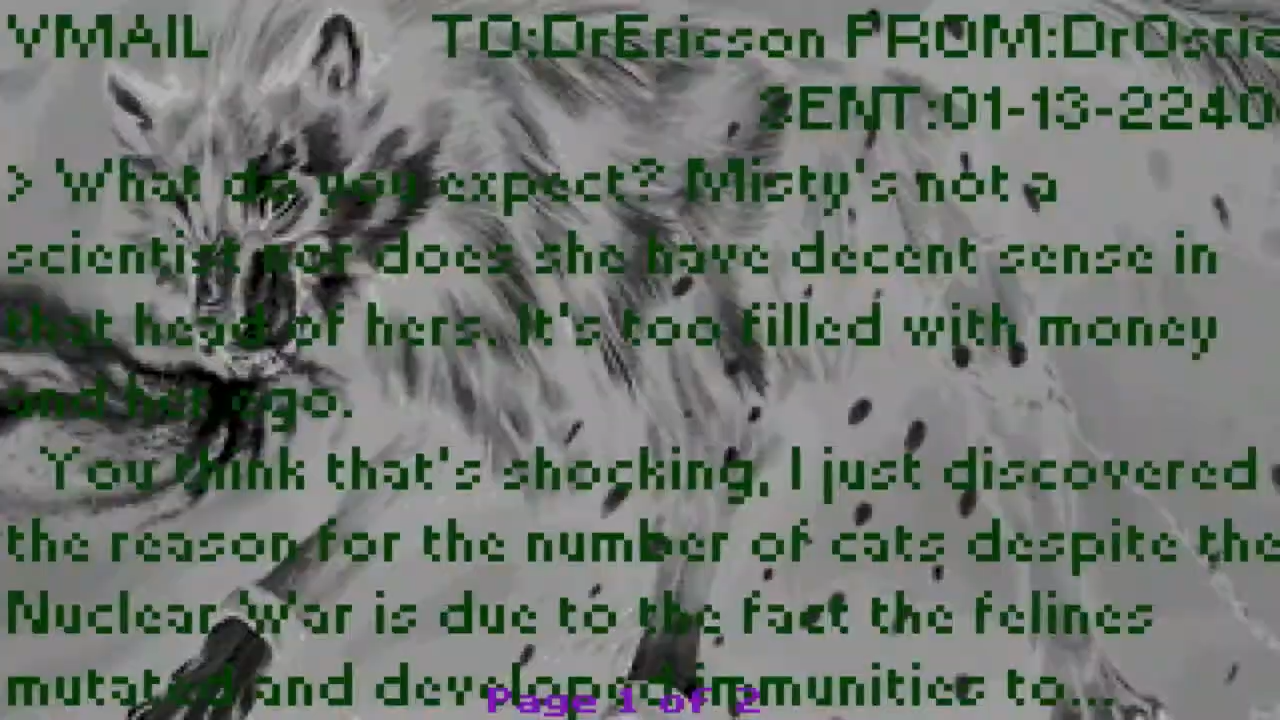 VMAIL TO:DrEricson FROM:DrOsric
SENT:01-13-2240
> What do you expect? Misty's not a
scientist nor does she have decent sense in
that head of hers. It's too filled with money
and her ego.
You think that's shocking, I just discovered
the reason for the number of cats despite the
Nuclear War is due to the fact the felines
mutated and developed immunities to...
Page 1 of 2